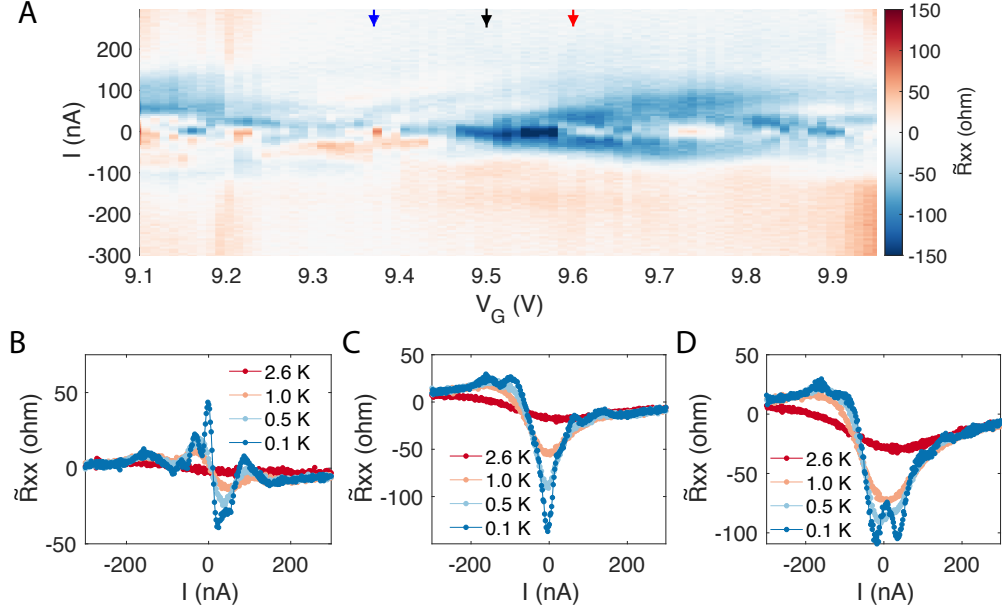 A
I (nA)
200
100
0
-100
-200
-300
9.1 9.2 9.3 9.4 9.5 9.6 9.7 9.8 9.9
V_G (V)
150
100
50
0
-50
-100
-150
R̃xx (ohm)
B
R̃xx (ohm)
50
0
-50
-200 0 200
I (nA)
2.6 K
1.0 K
0.5 K
0.1 K
C
R̃xx (ohm)
50
0
-50
-100
-200 0 200
I (nA)
2.6 K
1.0 K
0.5 K
0.1 K
D
R̃xx (ohm)
50
0
-50
-100
-200 0 200
I (nA)
2.6 K
1.0 K
0.5 K
0.1 K